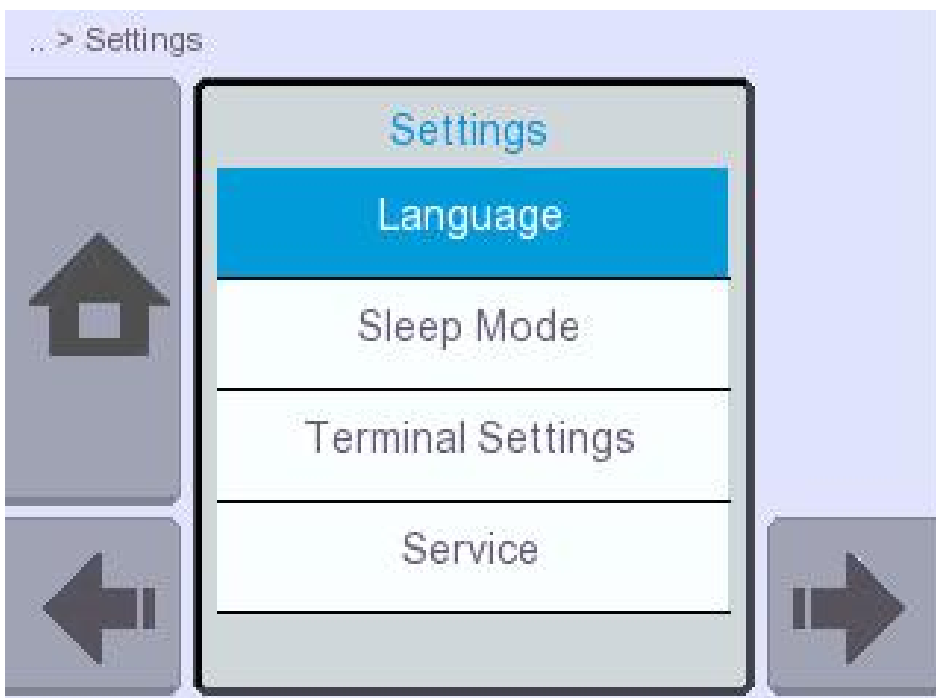 .. > Settings
Settings
Language
Sleep Mode
Terminal Settings
Service